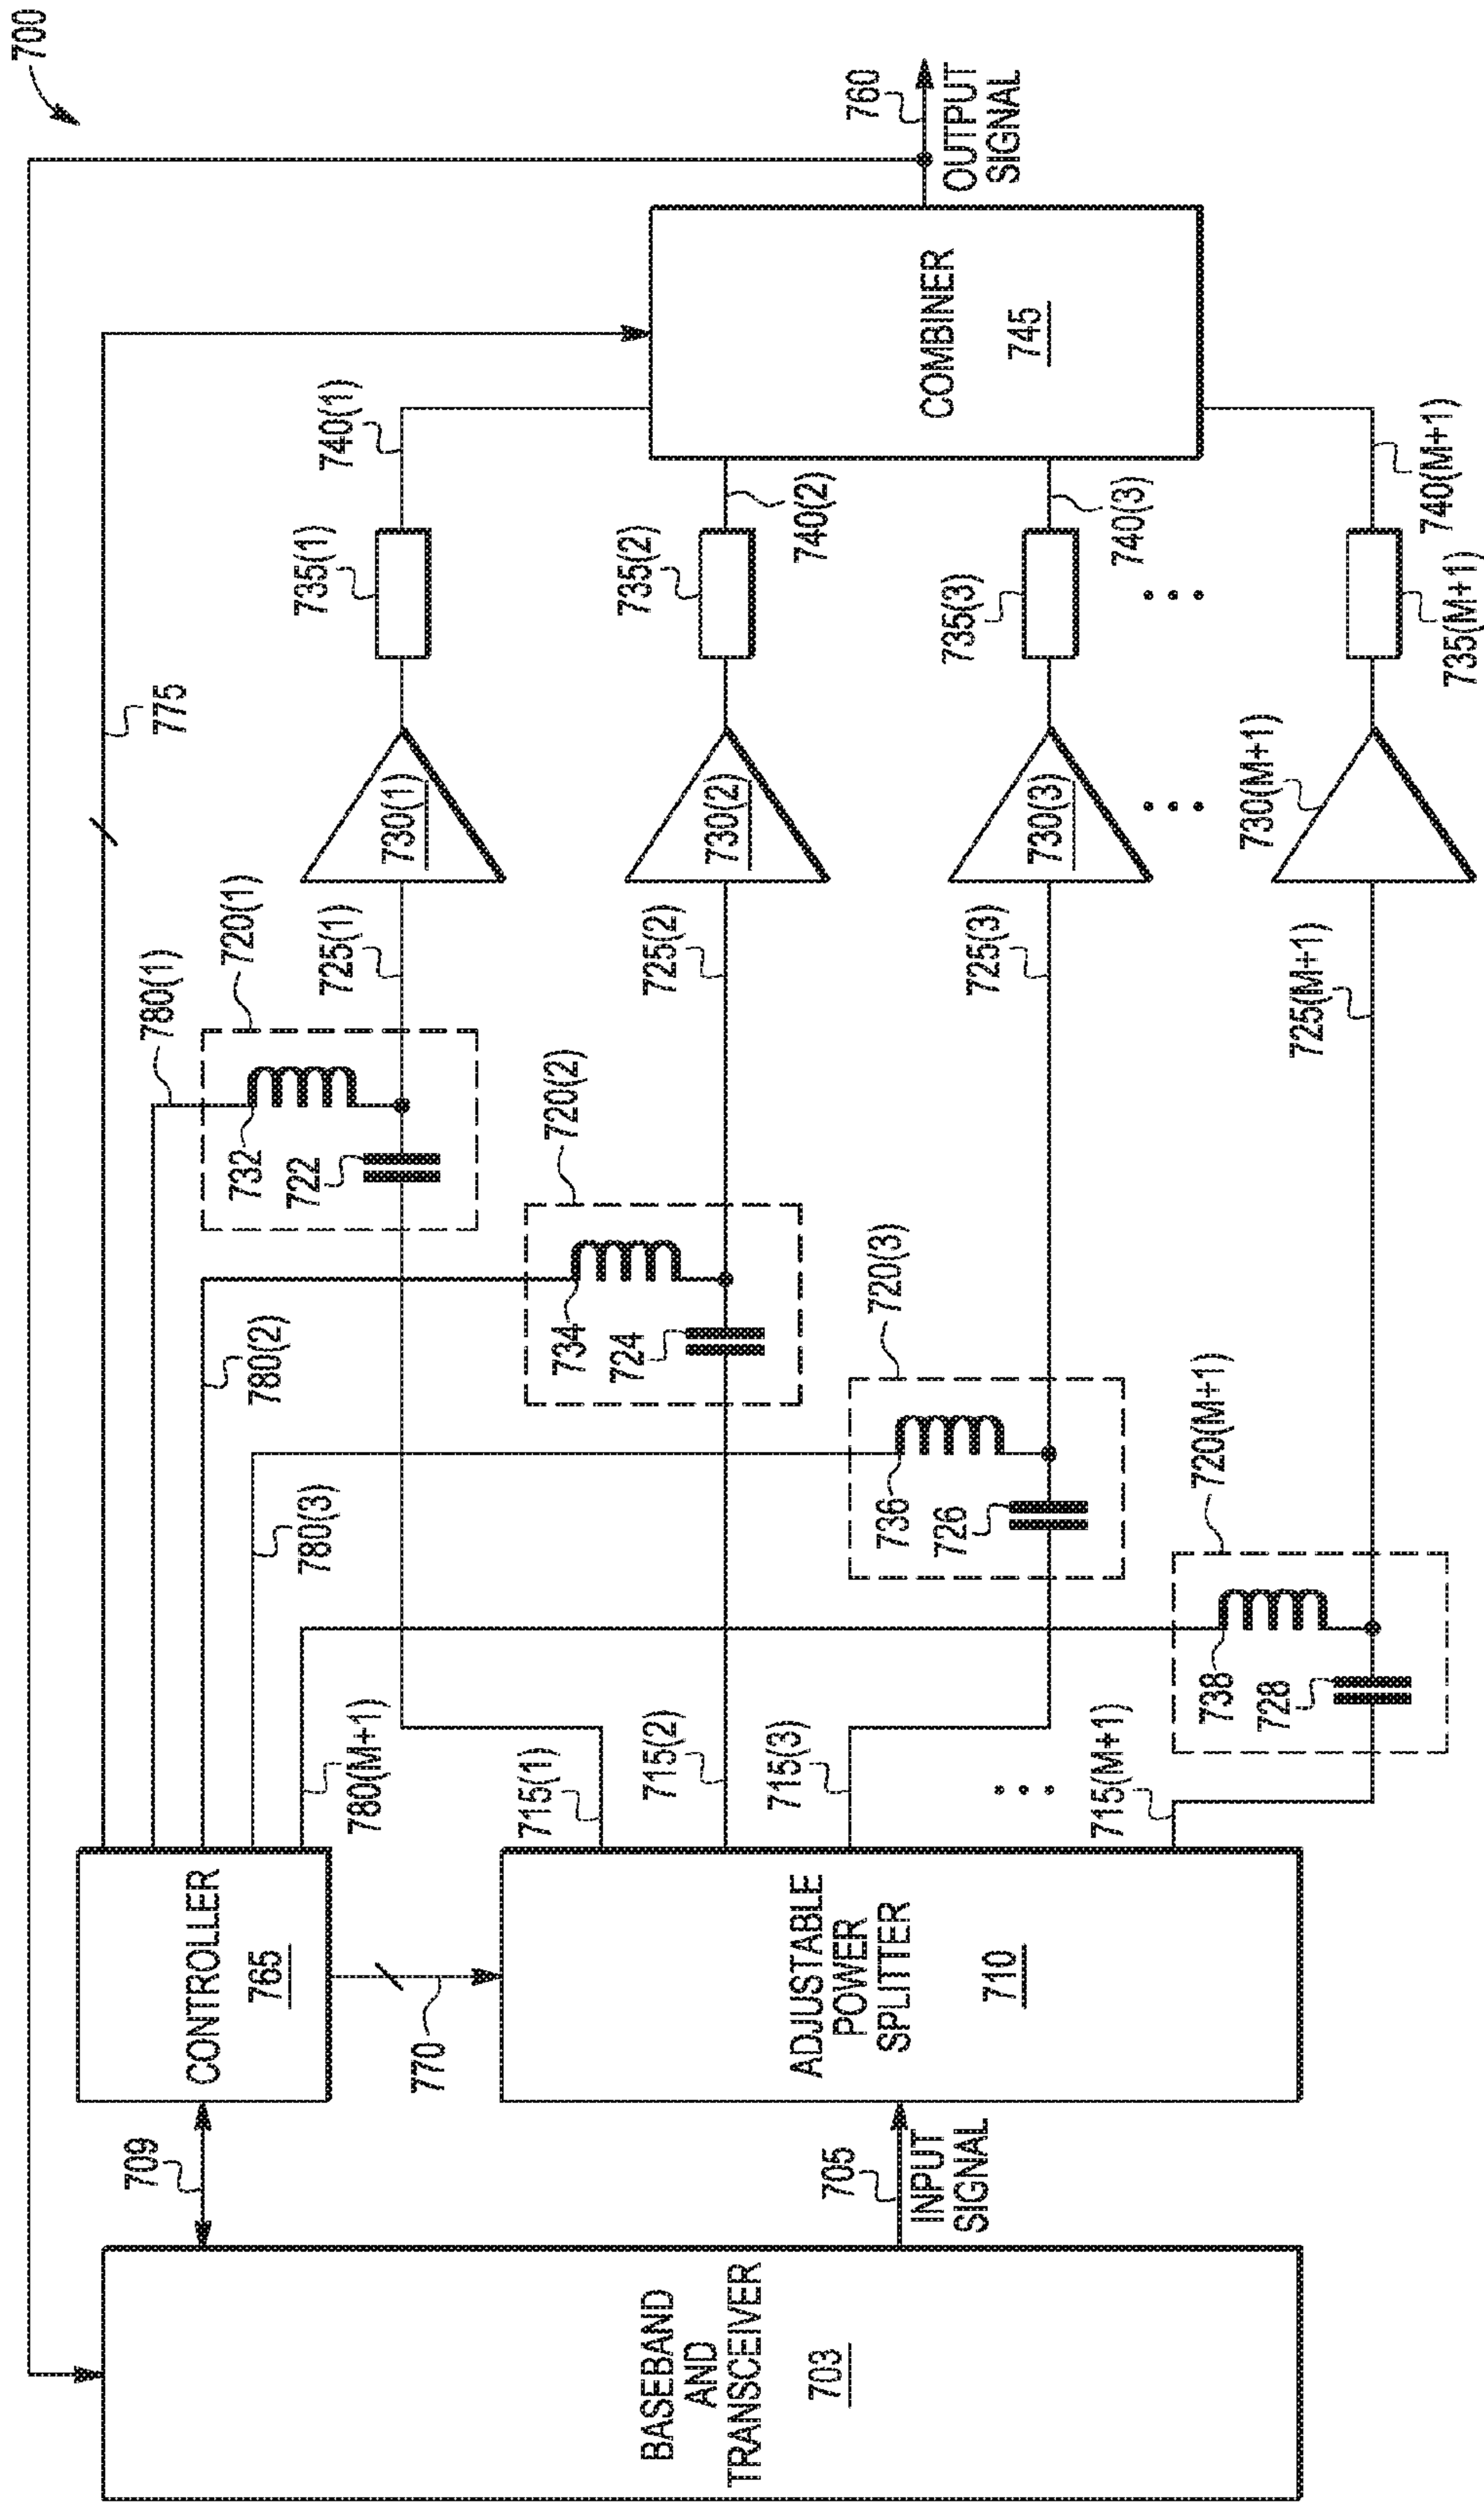 700
775
780(1)
720(1)
732
722
725(1)
730(1)
735(1)
740(1)
780(2)
720(2)
734
724
725(2)
730(2)
735(2)
740(2)
780(3)
720(3)
736
726
725(3)
730(3)
735(3)
740(3)
780(M+1)
720(M+1)
738
728
725(M+1)
730(M+1)
735(M+1)
740(M+1)
CONTROLLER
765
709
770
715(1)
715(2)
715(3)
715(M+1)
ADJUSTABLE
POWER
SPLITTER
710
705
INPUT
SIGNAL
BASEBAND
AND
TRANSCEIVER
703
COMBINER
745
760
OUTPUT
SIGNAL